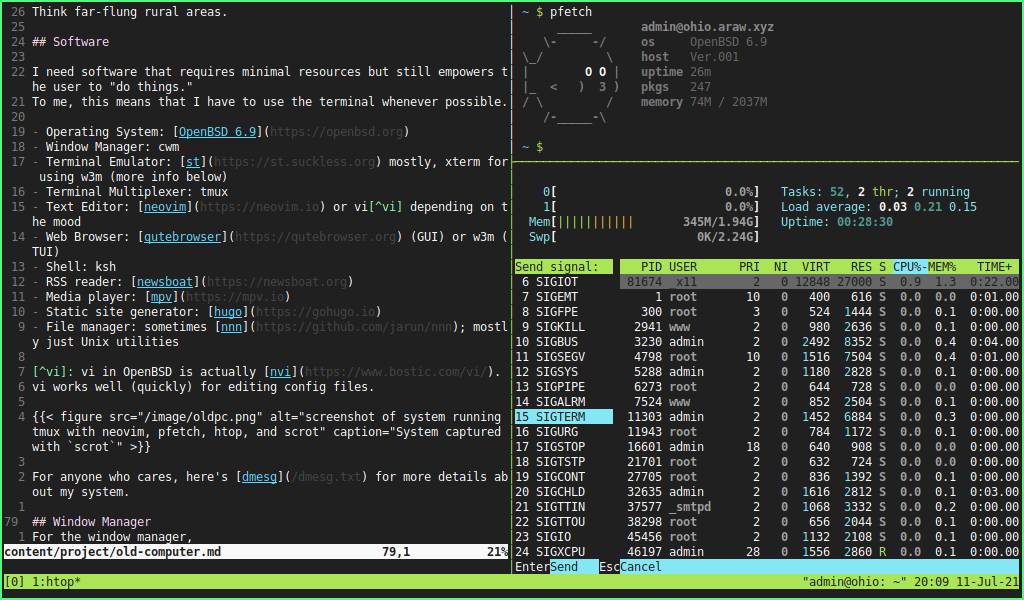 26 Think far-flung rural areas.
25
24 ## Software
23
22 I need software that requires minimal resources but still empowers t
he user to "do things."
21 To me, this means that I have to use the terminal whenever possible.
20
19 - Operating System: [OpenBSD 6.9](https://openbsd.org)
18 - Window Manager: cwm
17 - Terminal Emulator: [st](https://st.suckless.org) mostly, xterm for
using w3m (more info below)
16 - Terminal Multiplexer: tmux
15 - Text Editor: [neovim](https://neovim.io) or vi[^vi] depending on t
he mood
14 - Web Browser: [qutebrowser](https://qutebrowser.org) (GUI) or w3m (
TUI)
13 - Shell: ksh
12 - RSS reader: [newsboat](https://newsboat.org)
11 - Media player: [mpv](https://mpv.io)
10 - Static site generator: [hugo](https://gohugo.io)
9 - File manager: sometimes [nnn](https://github.com/jarun/nnn); mostl
y just Unix utilities
8
7 [^vi]: vi in OpenBSD is actually [nvi](https://www.bostic.com/vi/).
6 vi works well (quickly) for editing config files.
5
4 {{< figure src="/image/oldpc.png" alt="screenshot of system running
tmux with neovim, pfetch, htop, and scrot" caption="System captured
with `scrot`" >}}
3
2 For anyone who cares, here's [dmesg](/dmesg.txt) for more details ab
out my system.
1
79 ## Window Manager
1 For the window manager,
content/project/old-computer.md 79,1 21%
~ $ pfetch
_____ admin@ohio.araw.xyz
\- -/ os OpenBSD 6.9
\_/ \ host Ver.001
| O O | uptime 26m
|_ < ) 3 ) pkgs 247
/ \ / memory 74M / 2037M
/-_____-\
~ $
0[ 0.0%] Tasks: 52, 2 thr; 2 running
1[ 0.0%] Load average: 0.03 0.21 0.15
Mem[||||||||||| 345M/1.94G] Uptime: 00:28:30
Swp[ 0K/2.24G]
Send signal: PID USER PRI NI VIRT RES S CPU%-MEM% TIME+
6 SIGIOT 81674 _x11 2 0 12848 27000 S 0.9 1.3 0:22.00
7 SIGEMT 1 root 10 0 400 616 S 0.0 0.0 0:01.00
8 SIGFPE 300 root 3 0 524 1444 S 0.0 0.1 0:00.00
9 SIGKILL 2941 www 2 0 980 2636 S 0.0 0.1 0:00.00
10 SIGBUS 3230 admin 2 0 2492 8352 S 0.0 0.4 0:04.00
11 SIGSEGV 4798 root 10 0 1516 7504 S 0.0 0.4 0:01.00
12 SIGSYS 5288 admin 2 0 1180 2828 S 0.0 0.1 0:00.00
13 SIGPIPE 6273 root 2 0 644 728 S 0.0 0.0 0:00.00
14 SIGALRM 7524 www 2 0 852 2504 S 0.0 0.1 0:00.00
15 SIGTERM 11303 admin 2 0 1452 6884 S 0.0 0.3 0:00.00
16 SIGURG 11943 root 2 0 784 1172 S 0.0 0.1 0:00.00
17 SIGSTOP 16601 admin 18 0 640 908 S 0.0 0.0 0:00.00
18 SIGTSTP 21701 root 2 0 632 724 S 0.0 0.0 0:00.00
19 SIGCONT 27705 root 2 0 836 1392 S 0.0 0.1 0:00.00
20 SIGCHLD 32635 admin 2 0 1616 2812 S 0.0 0.1 0:03.00
21 SIGTTIN 37577 _smtpd 2 0 1068 3332 S 0.0 0.2 0:00.00
22 SIGTTOU 38298 root 2 0 656 2044 S 0.0 0.1 0:00.00
23 SIGIO 45456 root 2 0 1132 2108 S 0.0 0.1 0:00.00
24 SIGXCPU 46197 admin 28 0 1556 2860 R 0.0 0.1 0:00.00
EnterSend EscCancel
[0] 1:htop* "admin@ohio: ~" 20:09 11-Jul-21